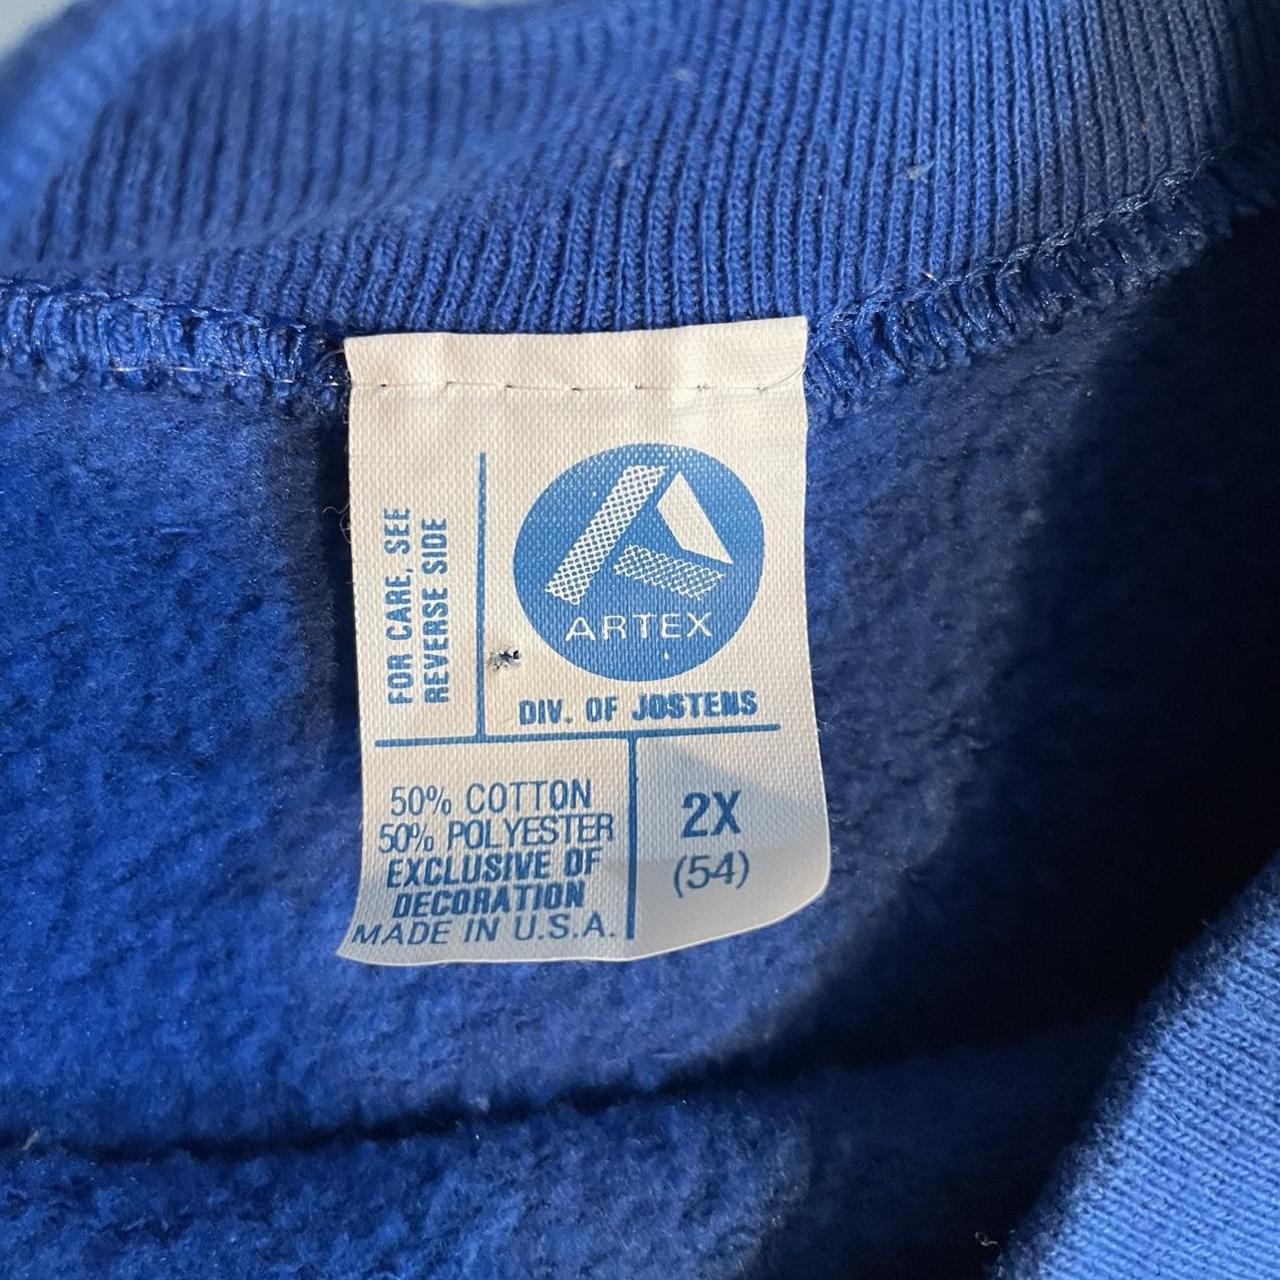 FOR CARE, SEE
REVERSE SIDE
ARTEX
DIV. OF JOSTENS
50% COTTON
50% POLYESTER
EXCLUSIVE OF
DECORATION
MADE IN U.S.A.
2X
(54)